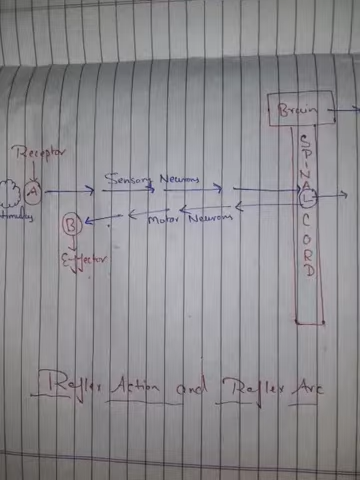 Brain
Receptor
A
Sensory Neurons
SPINAL CORD
Motor Neurons
B
Effector
Reflex Action and Reflex Arc